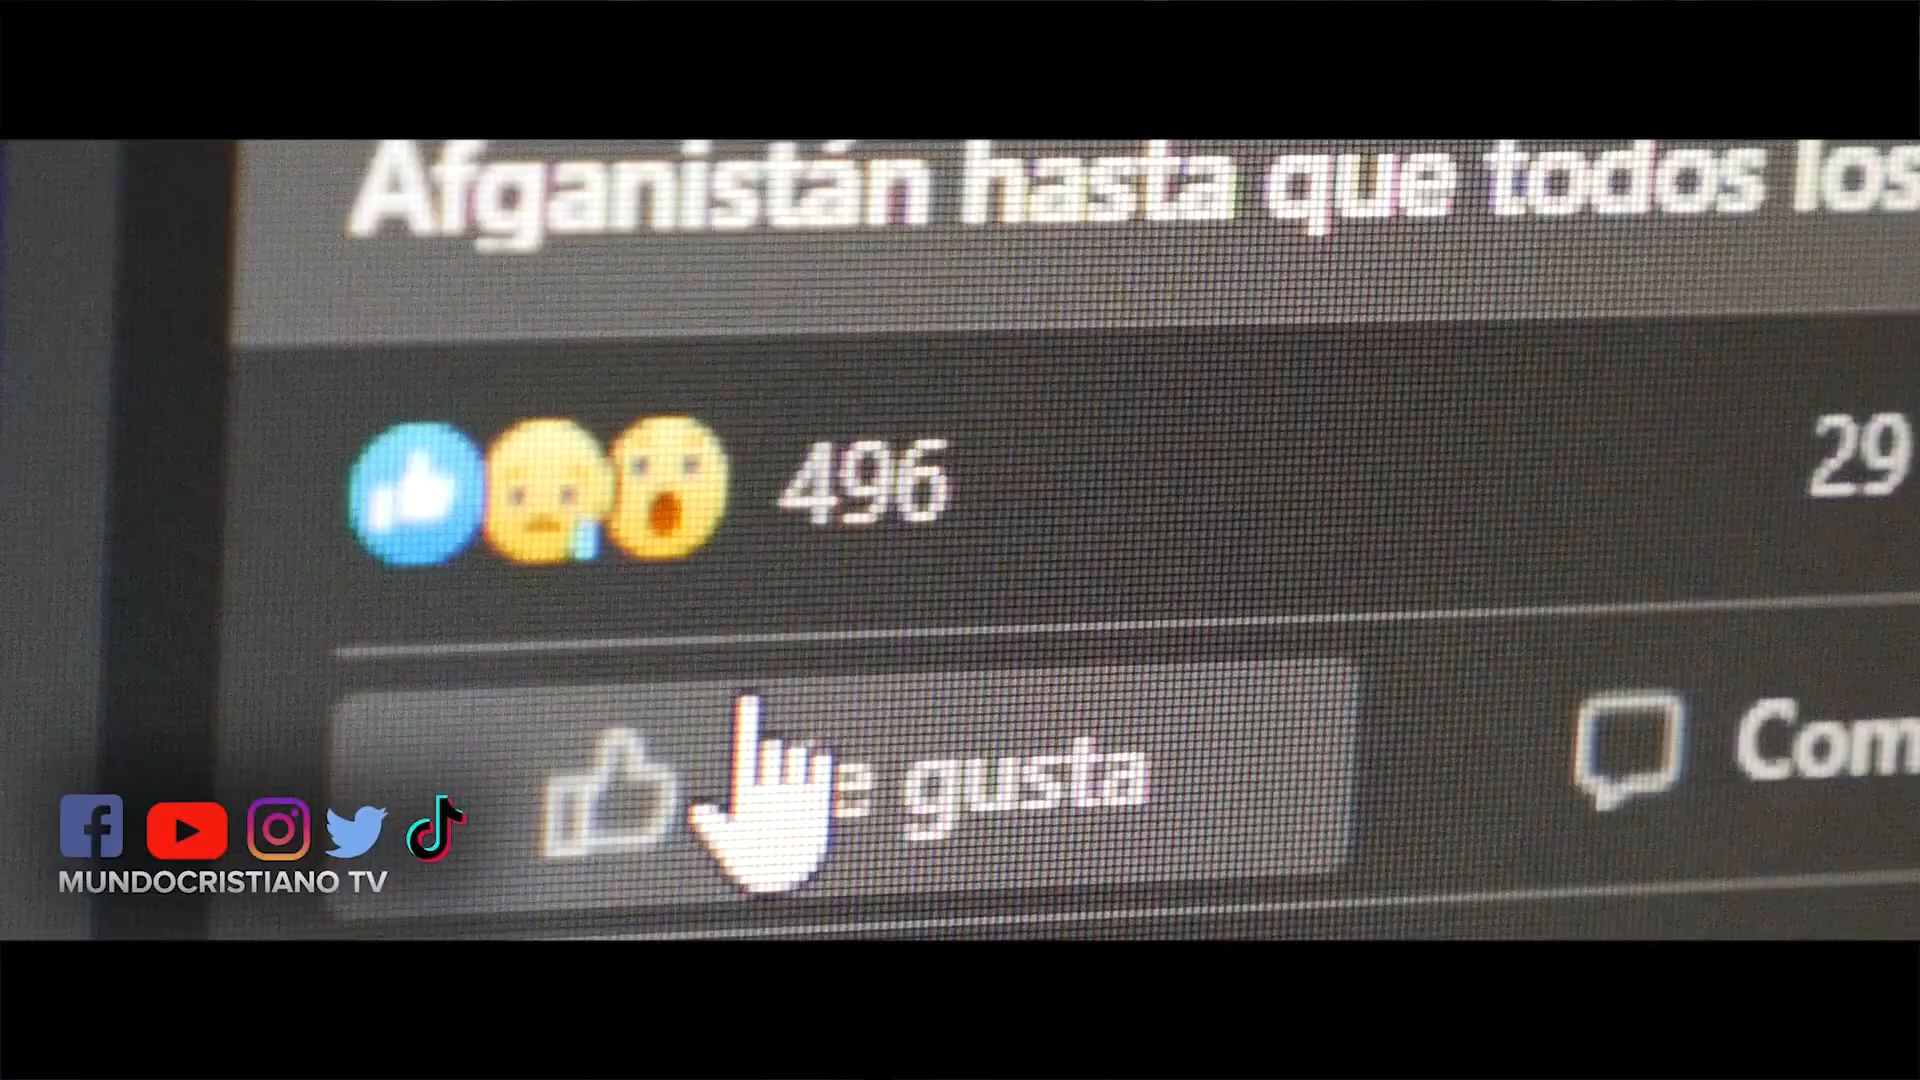 Afganistán hasta que todos los
496
29
e gusta
Com
MUNDOCRISTIANO TV